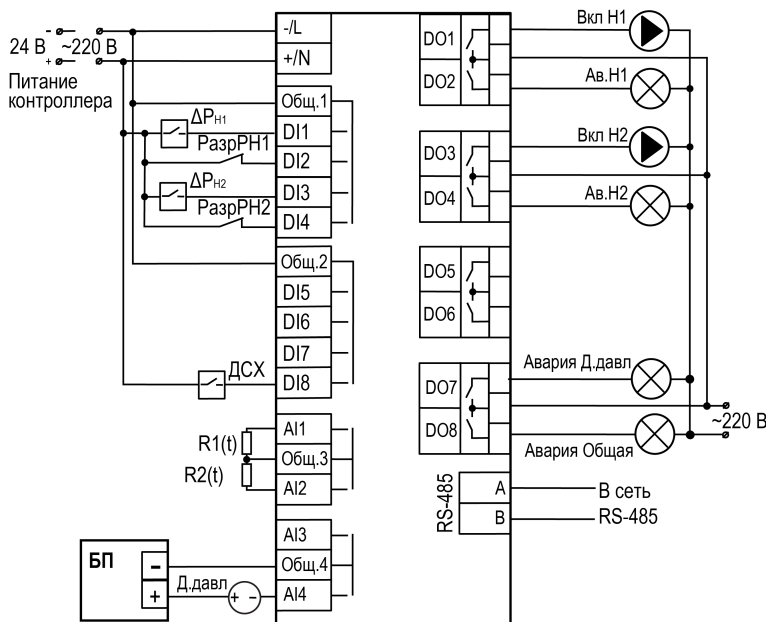 24 В ~220 В
-
+
Питание
контроллера
-/L
+/N
Общ.1
ΔPн1
DI1
РазрРН1
DI2
ΔPн2
DI3
РазрРН2
DI4
Общ.2
DI5
DI6
DI7
ДСХ
DI8
AI1
R1(t)
Общ.3
R2(t)
AI2
AI3
БП
-
Общ.4
+
Д.давл
+ -
AI4
DO1
Вкл Н1
DO2
Ав.Н1
DO3
Вкл Н2
DO4
Ав.Н2
DO5
DO6
DO7
Авария Д.давл
~220 В
DO8
Авария Общая
RS-485
A
В сеть
B
RS-485